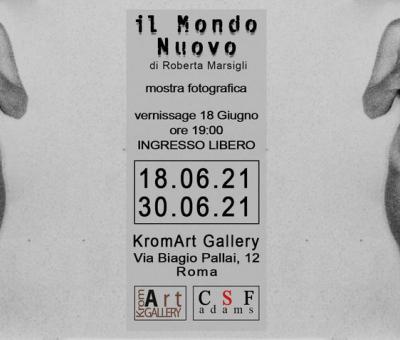 il Mondo
Nuovo
di Roberta Marsigli
mostra fotografica
vernissage 18 Giugno
ore 19:00
INGRESSO LIBERO
18.06.21
30.06.21
KromArt Gallery
Via Biagio Pallai, 12
Roma
Krom Art
GALLERY
CSF
adams